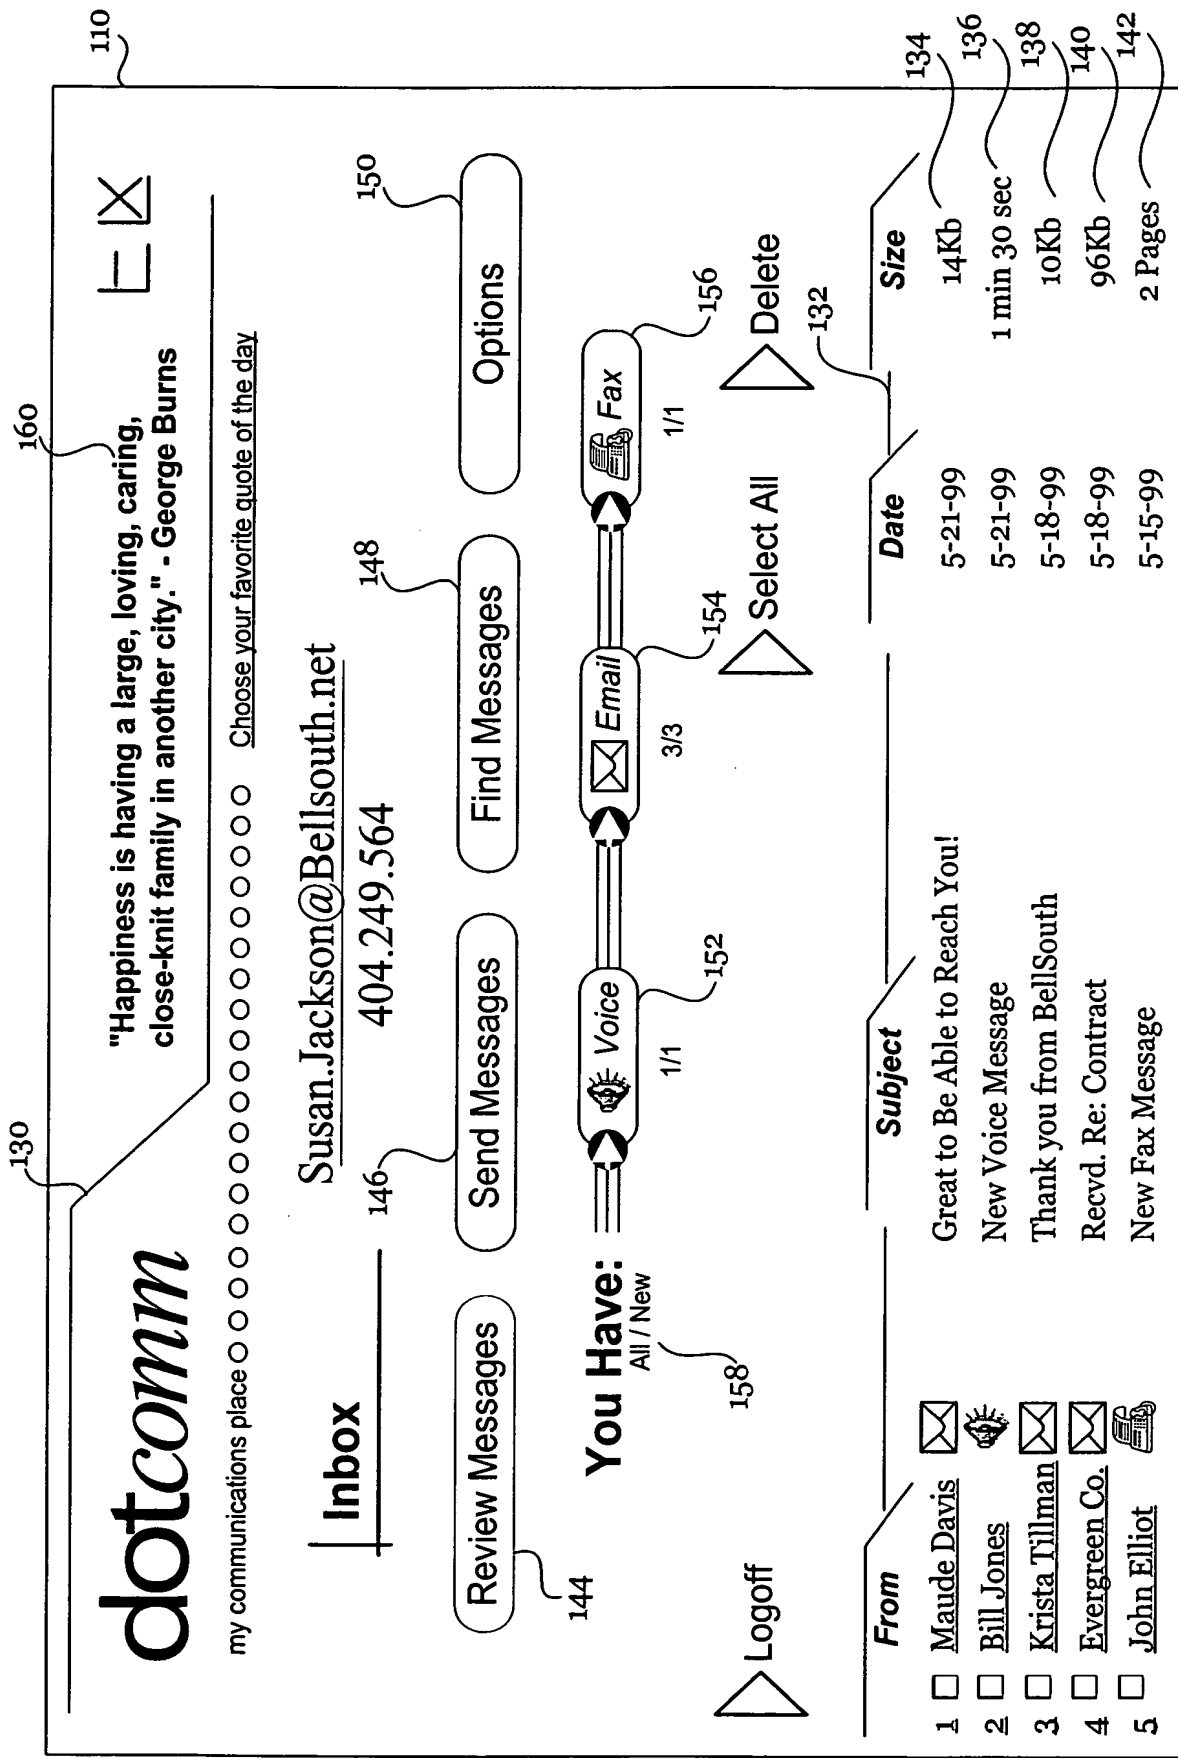 110
130
160
dotcomm
"Happiness is having a large, loving, caring,
close-knit family in another city." - George Burns
my communications place
Choose your favorite quote of the day
Inbox
Susan.Jackson@Bellsouth.net
404.249.564
146
148
150
Review Messages
Send Messages
Find Messages
Options
144
You Have:
All / New
158
Voice
1/1
152
Email
3/3
154
Fax
1/1
156
Logoff
Select All
Delete
132
From
Subject
Date
Size
1 Maude Davis Great to Be Able to Reach You! 5-21-99 14Kb 134
2 Bill Jones New Voice Message 5-21-99 1 min 30 sec 136
3 Krista Tillman Thank you from BellSouth 5-18-99 10Kb 138
4 Evergreen Co. Recvd. Re: Contract 5-18-99 96Kb 140
5 John Elliot New Fax Message 5-15-99 2 Pages 142